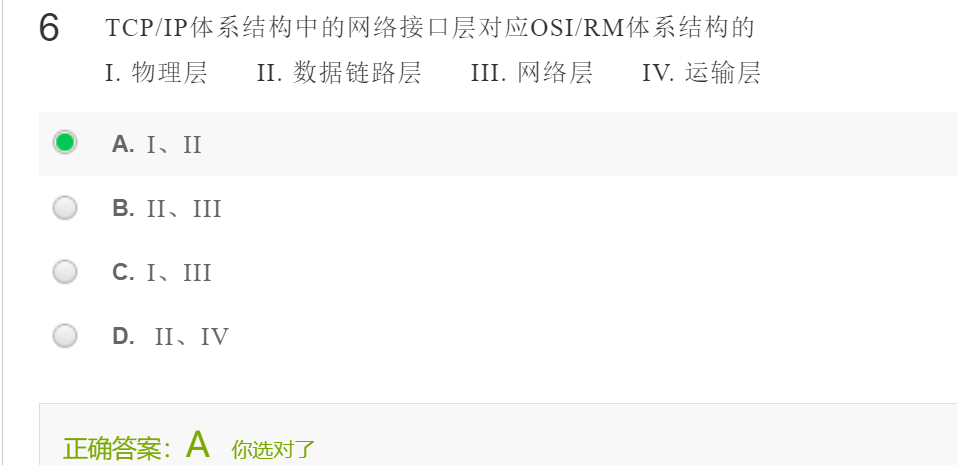 6 TCP/IP体系结构中的网络接口层对应OSI/RM体系结构的
I. 物理层 II. 数据链路层 III. 网络层 IV. 运输层
A. I、II
B. II、III
C. I、III
D. II、IV
正确答案：A 你选对了